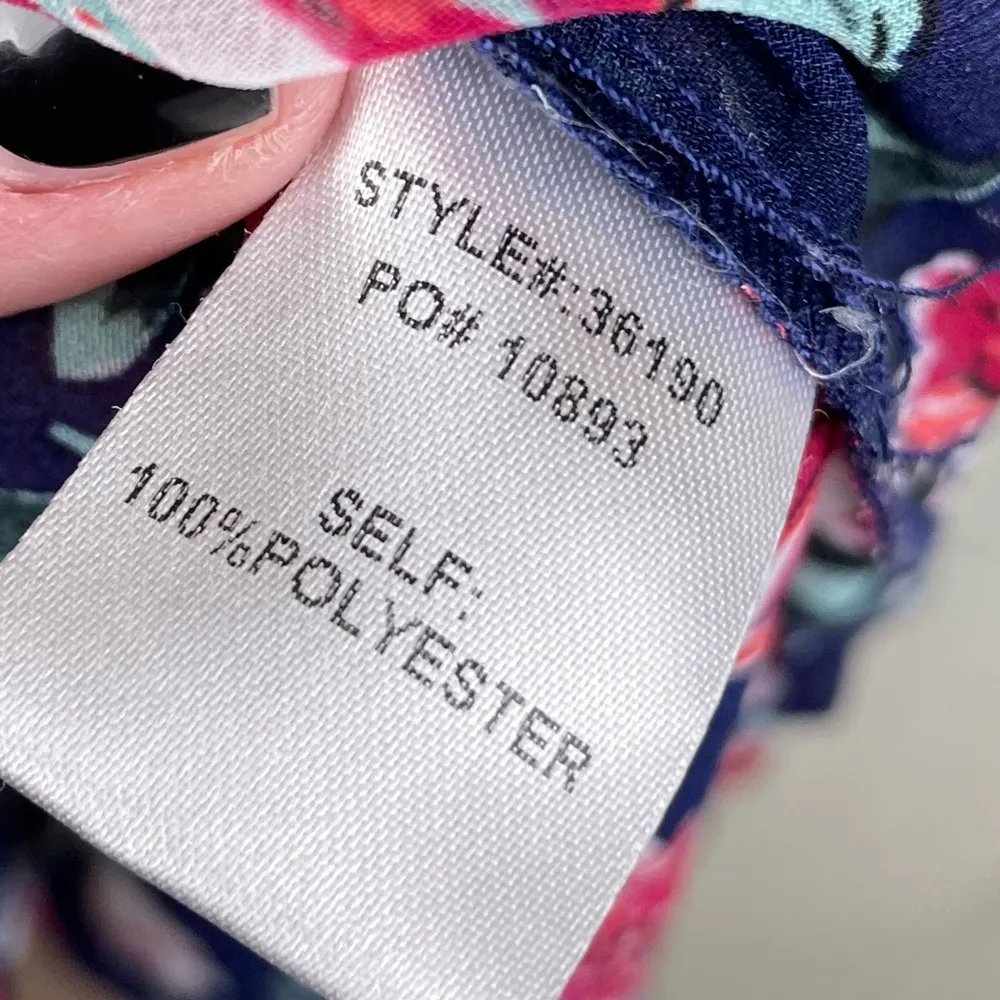 STYLE#:36190
PO# 10893
SELF:
100%POLYESTER